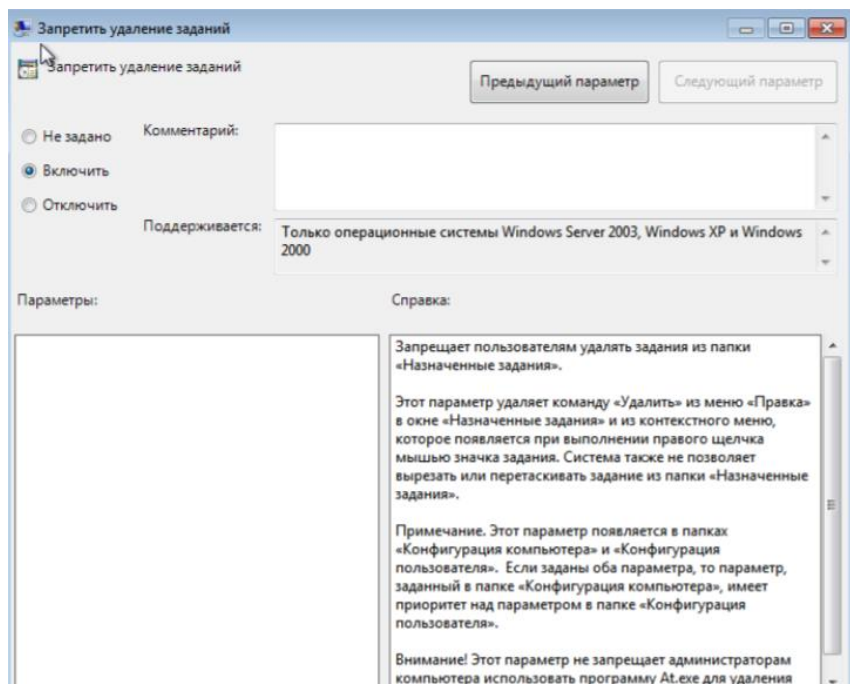 Запретить удаление заданий
Запретить удаление заданий
Предыдущий параметр
Следующий параметр
Не задано
Комментарий:
Включить
Отключить
Поддерживается:
Только операционные системы Windows Server 2003, Windows XP и Windows
2000
Параметры:
Справка:
Запрещает пользователям удалять задания из папки
«Назначенные задания».
Этот параметр удаляет команду «Удалить» из меню «Правка»
в окне «Назначенные задания» и из контекстного меню,
которое появляется при выполнении правого щелчка
мышью значка задания. Система также не позволяет
вырезать или перетаскивать задание из папки «Назначенные
задания».
Примечание. Этот параметр появляется в папках
«Конфигурация компьютера» и «Конфигурация
пользователя». Если заданы оба параметра, то параметр,
заданный в папке «Конфигурация компьютера», имеет
приоритет над параметром в папке «Конфигурация
пользователя».
Внимание! Этот параметр не запрещает администраторам
компьютера использовать программу At.exe для удаления